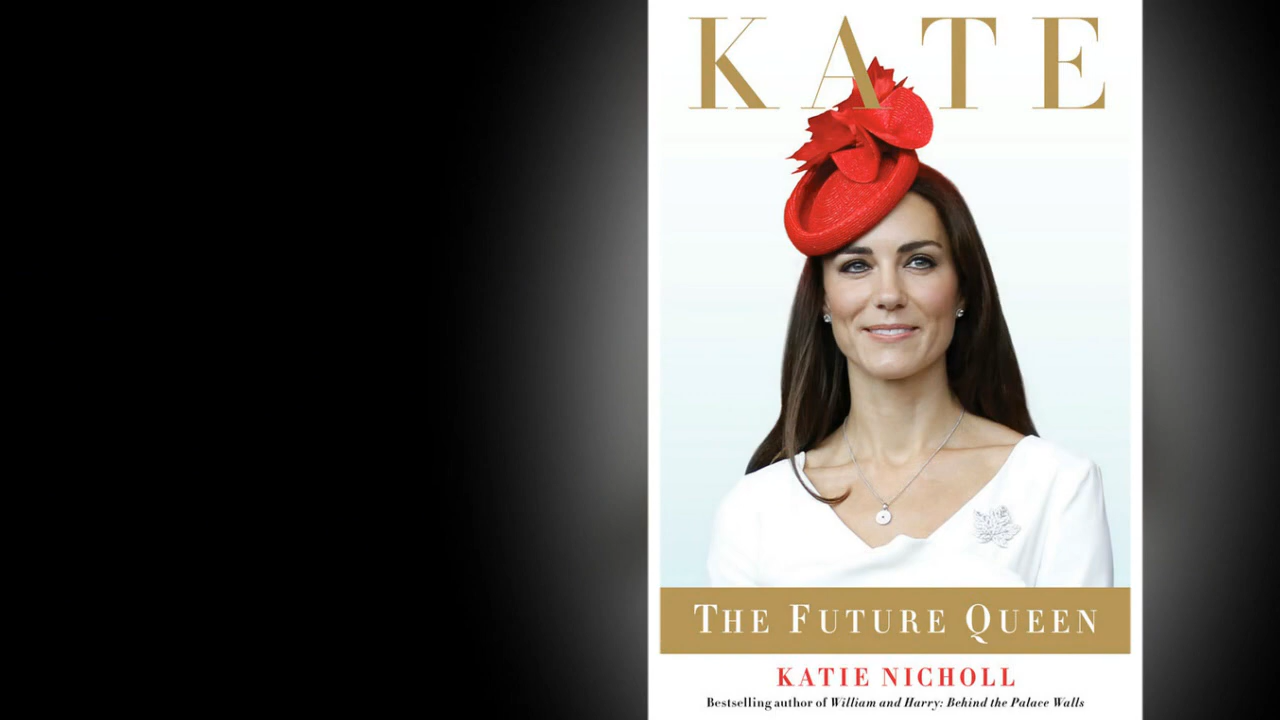 KATE
THE FUTURE QUEEN
KATIE NICHOLL
Bestselling author of William and Harry: Behind the Palace Walls